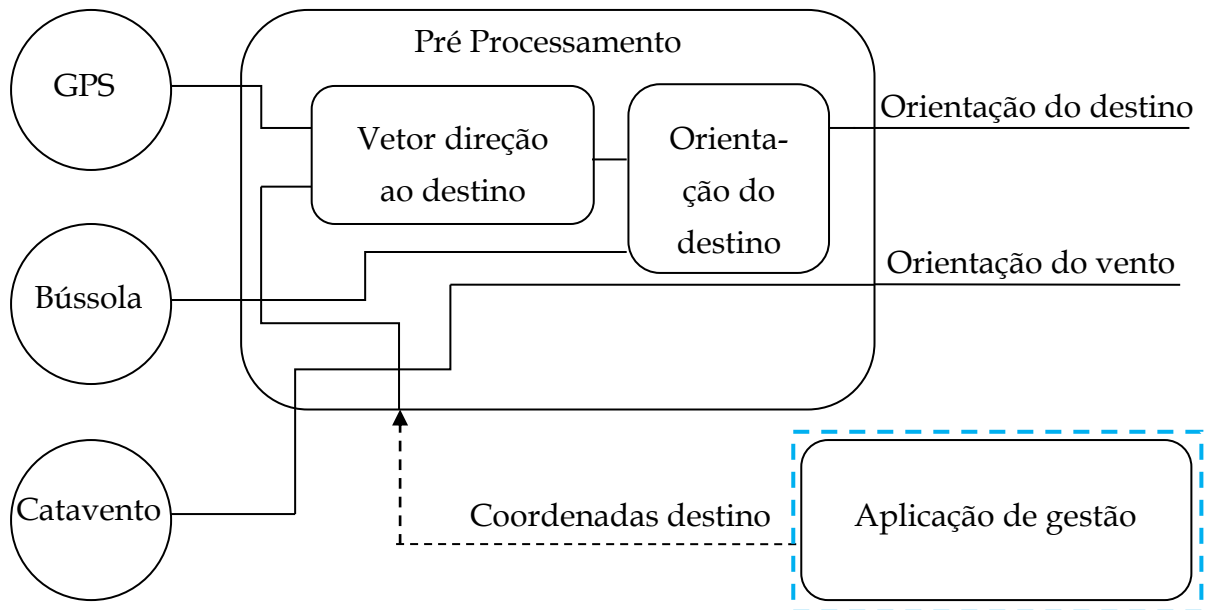 Pré Processamento
GPS
Vetor direção
ao destino
Orienta-
ção do
destino
Orientação do destino
Bússola
Orientação do vento
Catavento
Coordenadas destino
Aplicação de gestão